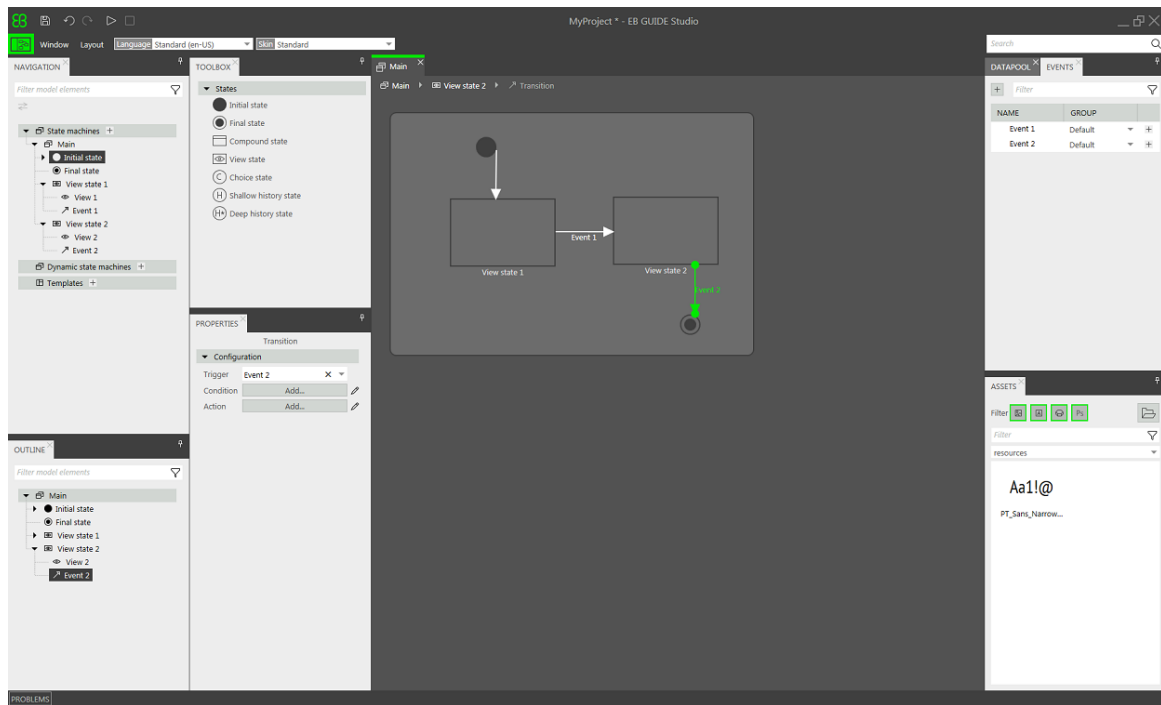 EB
MyProject * - EB GUIDE Studio
Window Layout Language Standard (en-US) Skin Standard
Search
NAVIGATION
Filter model elements
State machines +
Main
Initial state
Final state
View state 1
View 1
Event 1
View state 2
View 2
Event 2
Dynamic state machines +
Templates +
OUTLINE
Filter model elements
Main
Initial state
Final state
View state 1
View state 2
View 2
Event 2
TOOLBOX
States
Initial state
Final state
Compound state
View state
C Choice state
H Shallow history state
H* Deep history state
PROPERTIES
Transition
Configuration
Trigger Event 2
Condition Add...
Action Add...
Main
Main View state 2 Transition
Event 1
View state 1
View state 2
Event 2
DATAPOOL EVENTS
+ Filter
NAME GROUP
Event 1 Default +
Event 2 Default +
ASSETS
Filter Ps
Filter
resources
Aa1!@
PT_Sans_Narrow...
PROBLEMS